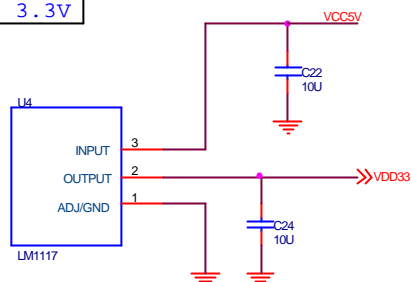 3.3V
VCC5V
C22
10U
U4
INPUT 3
OUTPUT 2
VDD33
ADJ/GND 1
C24
10U
LM1117